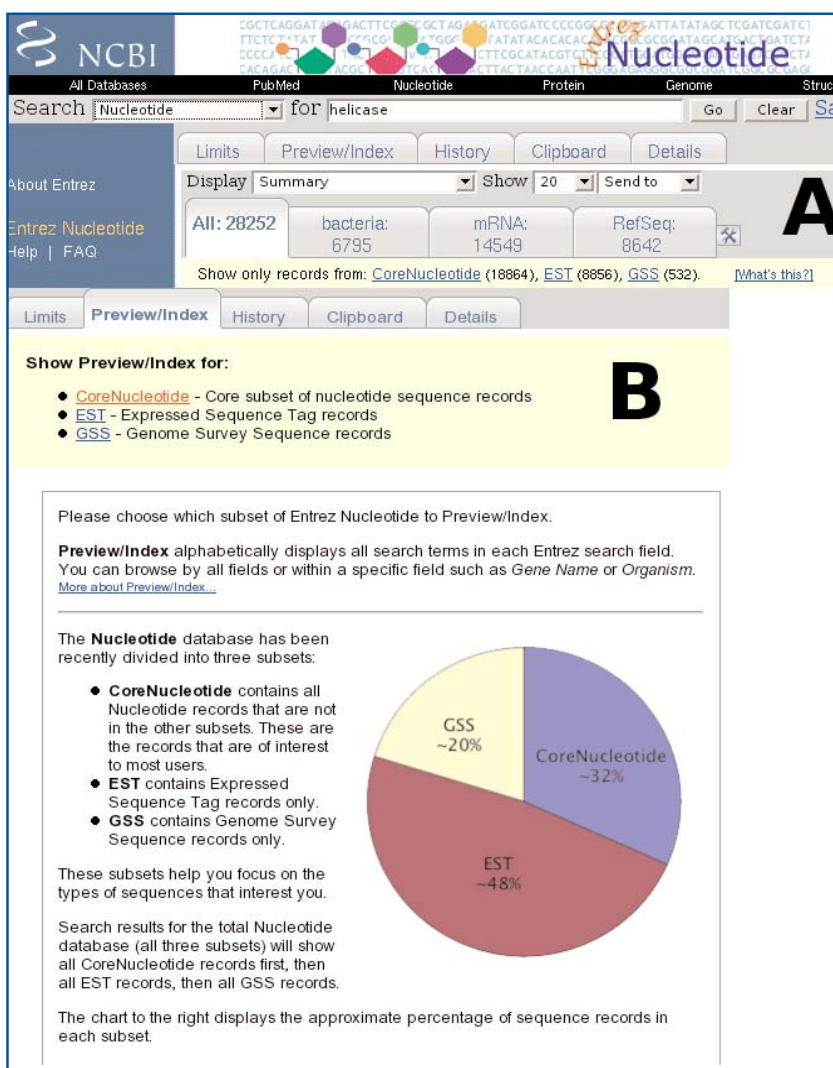 NCBI
Entrez
Nucleotide
All Databases PubMed Nucleotide Protein Genome Struc
Search Nucleotide for helicase Go Clear Sa
Limits Preview/Index History Clipboard Details
About Entrez
Display Summary Show 20 Send to
A
Entrez Nucleotide
Help | FAQ
All: 28252 bacteria: 6795 mRNA: 14549 RefSeq: 8642
Show only records from: CoreNucleotide (18864), EST (8856), GSS (532). [What's this?]
Limits Preview/Index History Clipboard Details
Show Preview/Index for:
B
● CoreNucleotide - Core subset of nucleotide sequence records
● EST - Expressed Sequence Tag records
● GSS - Genome Survey Sequence records
Please choose which subset of Entrez Nucleotide to Preview/Index.
Preview/Index alphabetically displays all search terms in each Entrez search field.
You can browse by all fields or within a specific field such as Gene Name or Organism.
More about Preview/Index...
The Nucleotide database has been
recently divided into three subsets:
● CoreNucleotide contains all
Nucleotide records that are not
in the other subsets. These are
the records that are of interest
to most users.
● EST contains Expressed
Sequence Tag records only.
● GSS contains Genome Survey
Sequence records only.
These subsets help you focus on the
types of sequences that interest you.
Search results for the total Nucleotide
database (all three subsets) will show
all CoreNucleotide records first, then
all EST records, then all GSS records.
GSS
~20%
CoreNucleotide
~32%
EST
~48%
The chart to the right displays the approximate percentage of sequence records in
each subset.